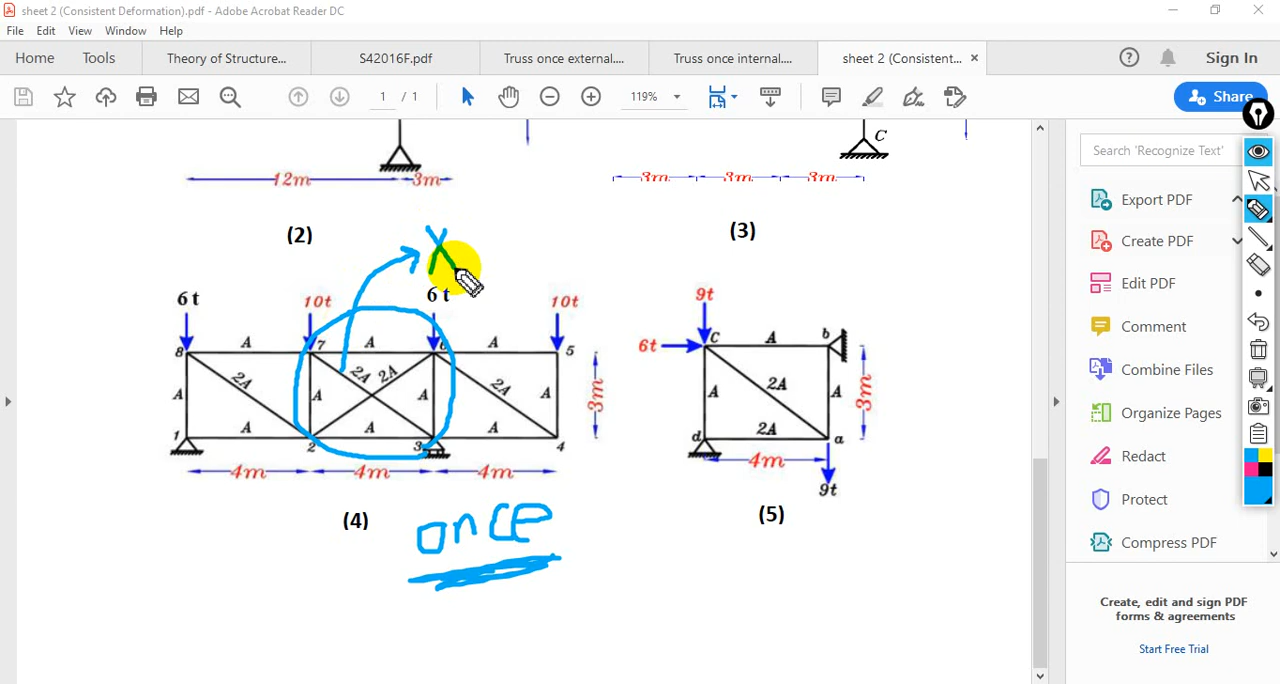 sheet 2 (Consistent Deformation).pdf - Adobe Acrobat Reader DC
File Edit View Window Help
Home Tools Theory of Structure... S42016F.pdf Truss once external.... Truss once internal.... sheet 2 (Consistent... × Sign In
1 / 1 119% Share
C
12m 3m 3m 3m 3m
(2) (3)
X
6 t 10t 6 t 10t
8 A 7 A 6 A 5
2A 2A 2A 2A
A A A A 3m
1 A 2 A 3 A 4
4m 4m 4m
(4)
once
9t
6t c A b
A 2A A 3m
d 2A a
4m
9t
(5)
Search 'Recognize Text'
Export PDF
Create PDF
Edit PDF
Comment
Combine Files
Organize Pages
Redact
Protect
Compress PDF
Create, edit and sign PDF
forms & agreements
Start Free Trial